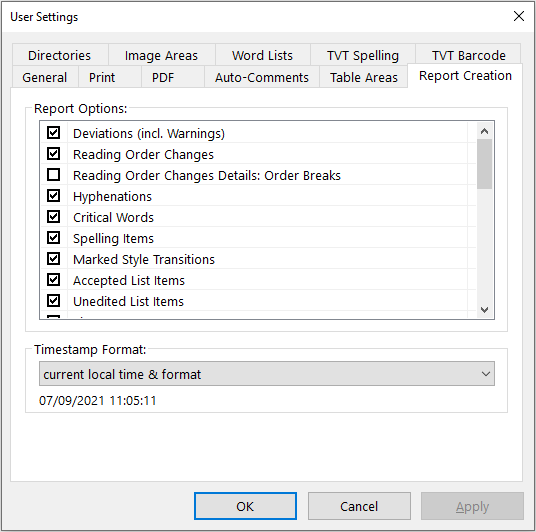 User Settings
Directories Image Areas Word Lists TVT Spelling TVT Barcode
General Print PDF Auto-Comments Table Areas Report Creation
Report Options:
Deviations (incl. Warnings)
Reading Order Changes
Reading Order Changes Details: Order Breaks
Hyphenations
Critical Words
Spelling Items
Marked Style Transitions
Accepted List Items
Unedited List Items
Timestamp Format:
current local time & format
07/09/2021 11:05:11
OK Cancel Apply